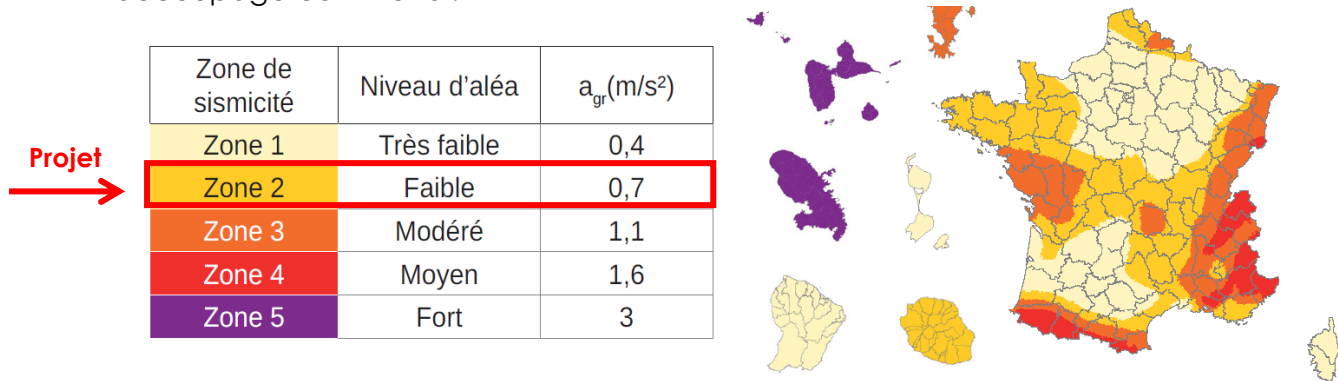 Zone de sismicité Niveau d'aléa a_gr(m/s²)
Zone 1 Très faible 0,4
Projet
Zone 2 Faible 0,7
Zone 3 Modéré 1,1
Zone 4 Moyen 1,6
Zone 5 Fort 3